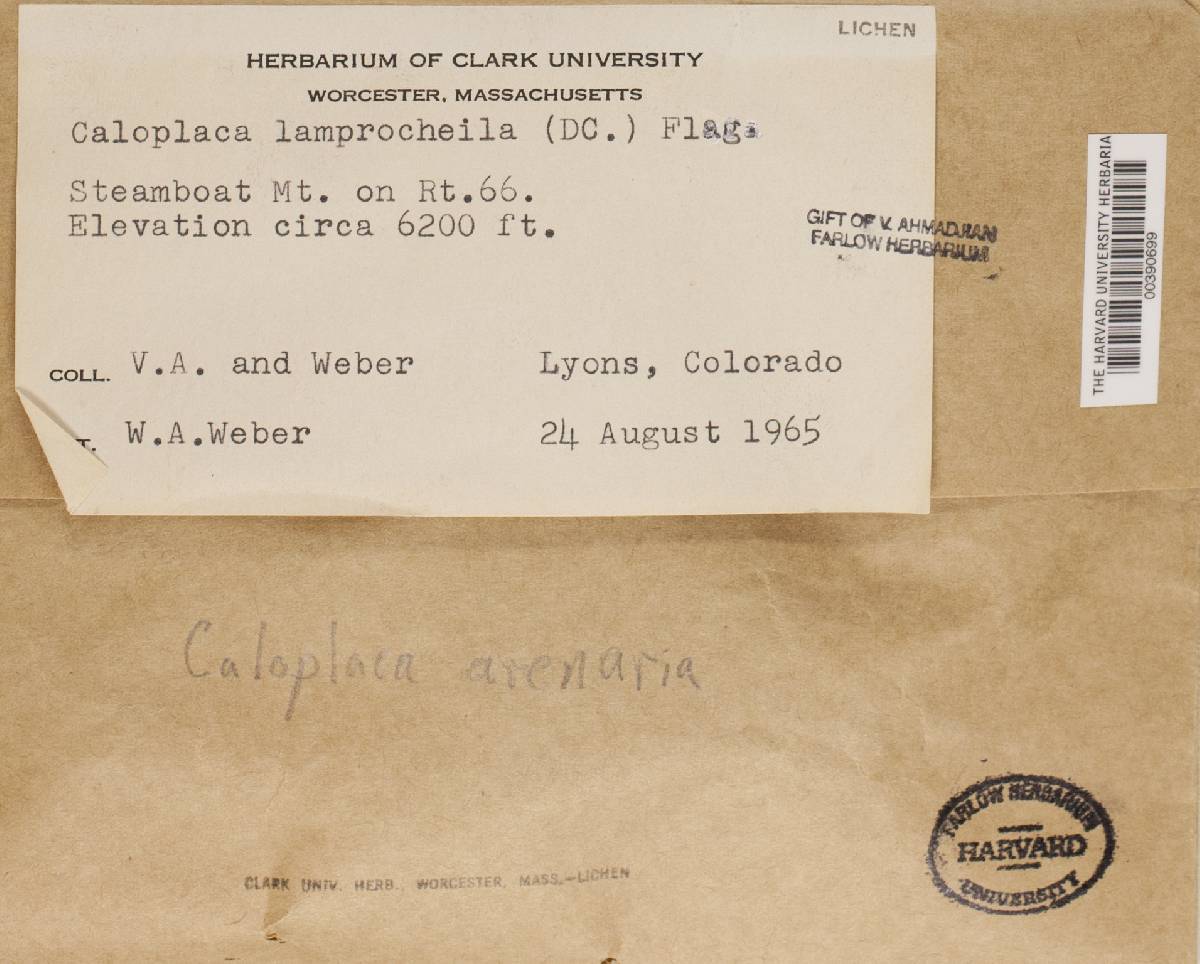 LICHEN
HERBARIUM OF CLARK UNIVERSITY
WORCESTER, MASSACHUSETTS
Caloplaca lamprocheila (DC.) Flag.
Steamboat Mt. on Rt.66.
Elevation circa 6200 ft.
GIFT OF V. AHMADJIAN
FARLOW HERBARIUM
THE HARVARD UNIVERSITY HERBARIA
00390699
COLL. V.A. and Weber
Lyons, Colorado
T. W.A.Weber
24 August 1965
Caloplaca arenaria
CLARK UNIV. HERB., WORCESTER, MASS.—LICHEN
FARLOW HERBARIUM
HARVARD
UNIVERSITY